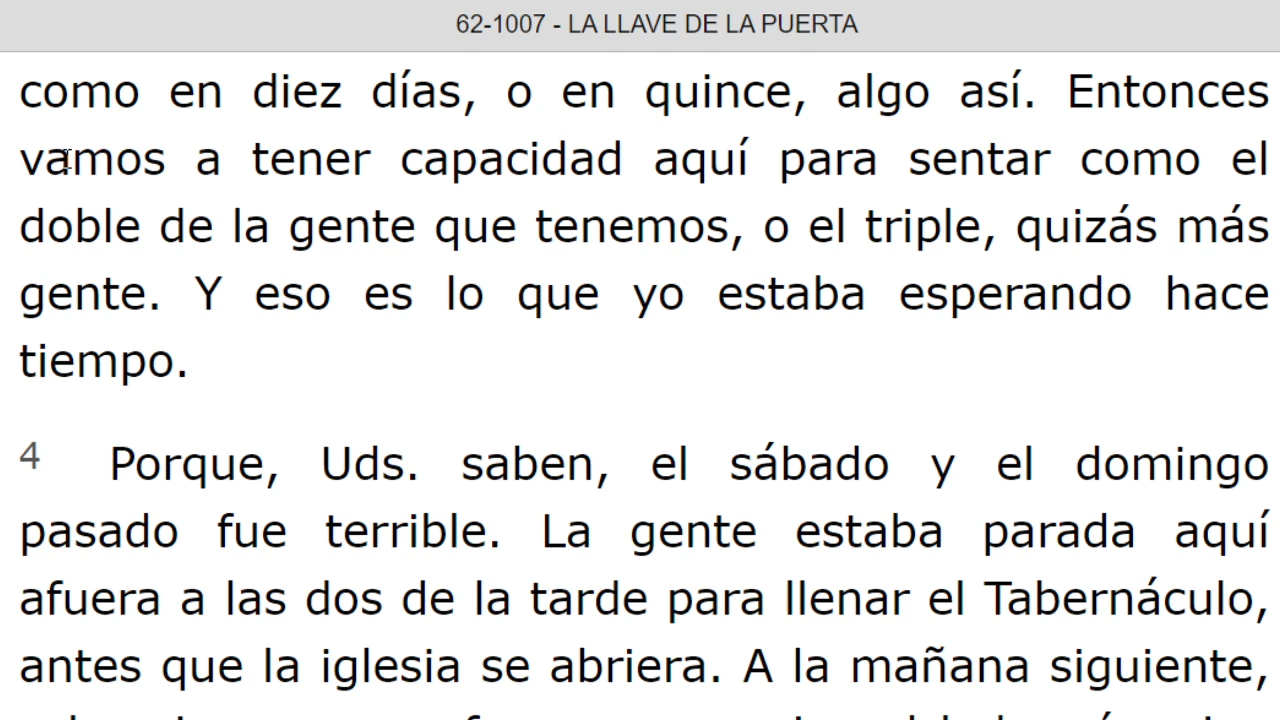 62-1007 - LA LLAVE DE LA PUERTA
como en diez días, o en quince, algo así. Entonces
vamos a tener capacidad aquí para sentar como el
doble de la gente que tenemos, o el triple, quizás más
gente. Y eso es lo que yo estaba esperando hace
tiempo.
4 Porque, Uds. saben, el sábado y el domingo
pasado fue terrible. La gente estaba parada aquí
afuera a las dos de la tarde para llenar el Tabernáculo,
antes que la iglesia se abriera. A la mañana siguiente,